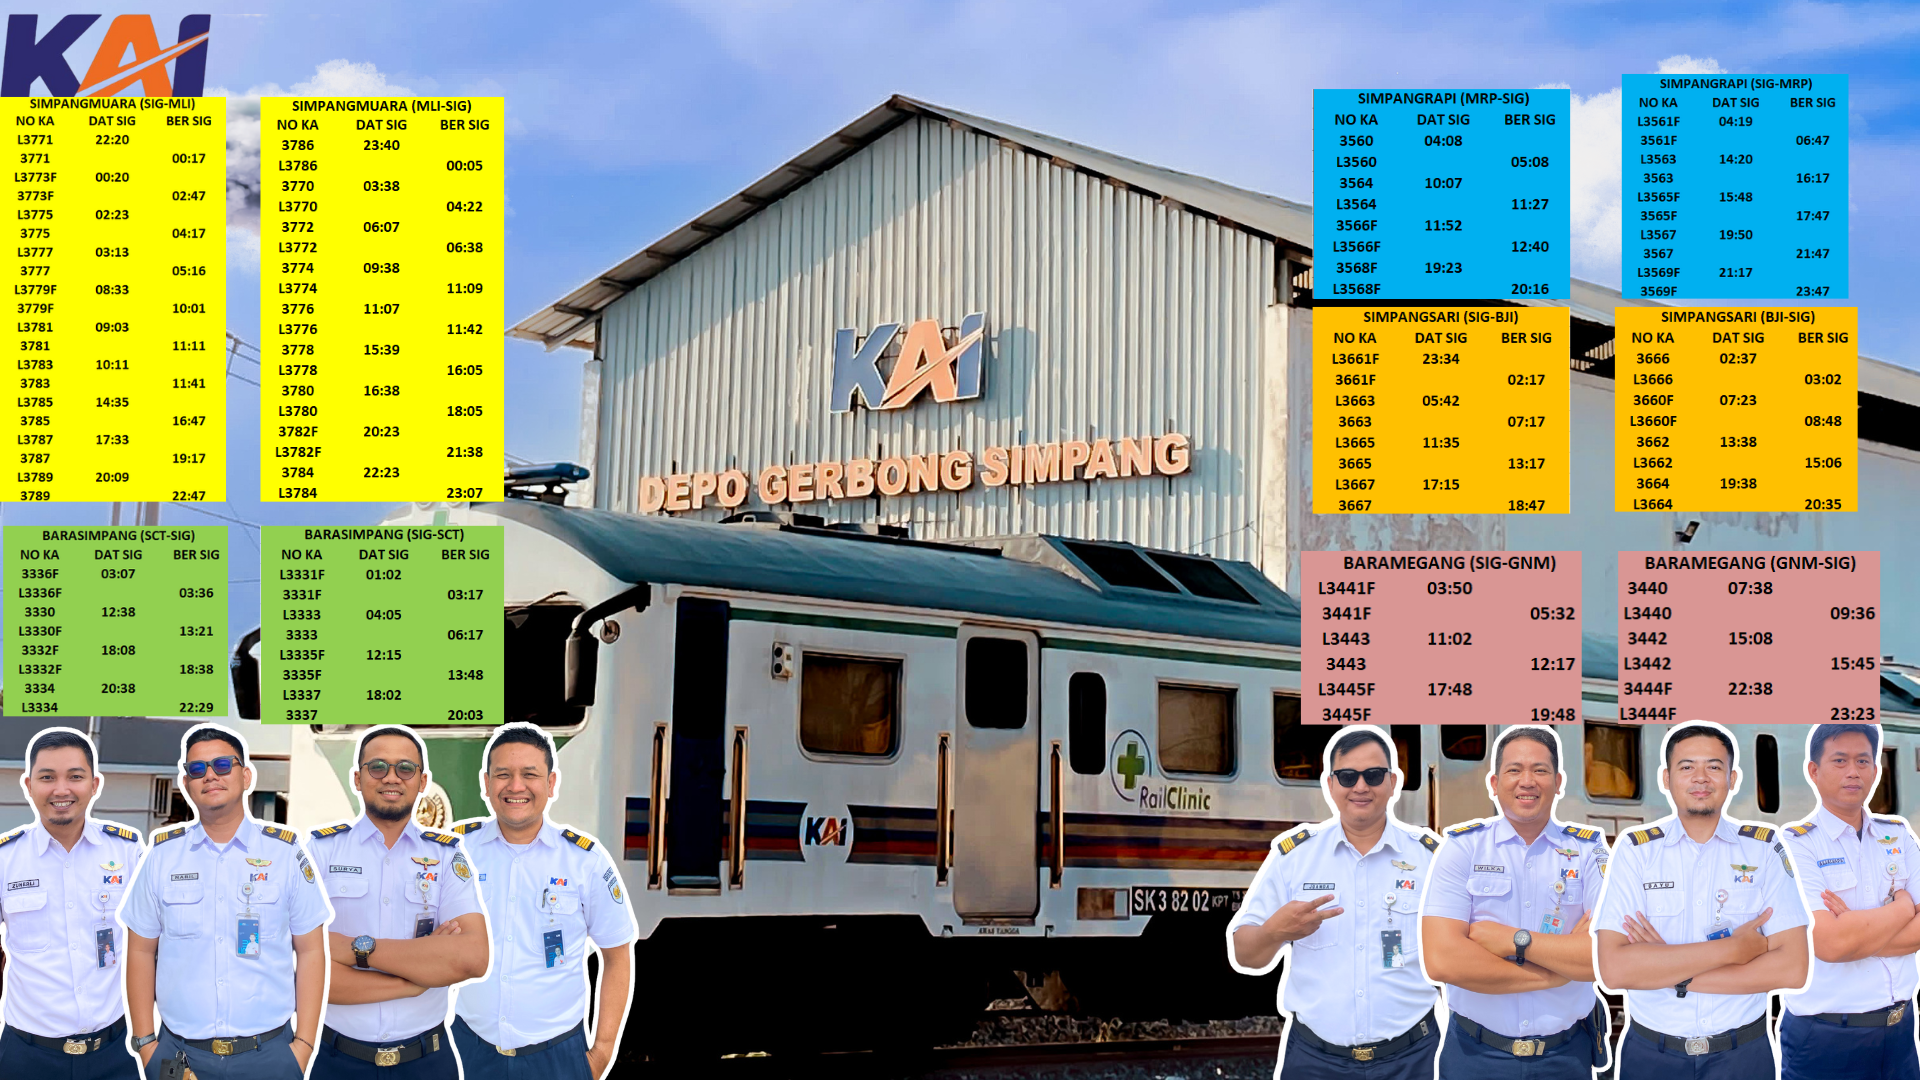 KAI
SIMPANGMUARA (SIG-MLI)
NO KA DAT SIG BER SIG
L3771 22:20
3771 00:17
L3773F 00:20
3773F 02:47
L3775 02:23
3775 04:17
L3777 03:13
3777 05:16
L3779F 08:33
3779F 10:01
L3781 09:03
3781 11:11
L3783 10:11
3783 11:41
L3785 14:35
3785 16:47
L3787 17:33
3787 19:17
L3789 20:09
3789 22:47
SIMPANGMUARA (MLI-SIG)
NO KA DAT SIG BER SIG
3786 23:40
L3786 00:05
3770 03:38
L3770 04:22
3772 06:07
L3772 06:38
3774 09:38
L3774 11:09
3776 11:07
L3776 11:42
3778 15:39
L3778 16:05
3780 16:38
L3780 18:05
3782F 20:23
L3782F 21:38
3784 22:23
L3784 23:07
SIMPANGRAPI (MRP-SIG)
NO KA DAT SIG BER SIG
3560 04:08
L3560 05:08
3564 10:07
L3564 11:27
3566F 11:52
L3566F 12:40
3568F 19:23
L3568F 20:16
SIMPANGRAPI (SIG-MRP)
NO KA DAT SIG BER SIG
L3561F 04:19
3561F 06:47
L3563 14:20
3563 16:17
L3565F 15:48
3565F 17:47
L3567 19:50
3567 21:47
L3569F 21:17
3569F 23:47
SIMPANGSARI (SIG-BJI)
NO KA DAT SIG BER SIG
L3661F 23:34
3661F 02:17
L3663 05:42
3663 07:17
L3665 11:35
3665 13:17
L3667 17:15
3667 18:47
SIMPANGSARI (BJI-SIG)
NO KA DAT SIG BER SIG
3666 02:37
L3666 03:02
3660F 07:23
L3660F 08:48
3662 13:38
L3662 15:06
3664 19:38
L3664 20:35
KAI
DEPO GERBONG SIMPANG
BARASIMPANG (SCT-SIG)
NO KA DAT SIG BER SIG
3336F 03:07
L3336F 03:36
3330 12:38
L3330F 13:21
3332F 18:08
L3332F 18:38
3334 20:38
L3334 22:29
BARASIMPANG (SIG-SCT)
NO KA DAT SIG BER SIG
L3331F 01:02
3331F 03:17
L3333 04:05
3333 06:17
L3335F 12:15
3335F 13:48
L3337 18:02
3337 20:03
BARAMEGANG (SIG-GNM)
L3441F 03:50
3441F 05:32
L3443 11:02
3443 12:17
L3445F 17:48
3445F 19:48
BARAMEGANG (GNM-SIG)
3440 07:38
L3440 09:36
3442 15:08
L3442 15:45
3444F 22:38
L3444F 23:23
RailClinic
KAI
SK3 82 02 KPT
NABIL
KAI
SURYA
KAI
KAI
KAI
KAI
WILKA
KAI
BAYU
KAI
KAI